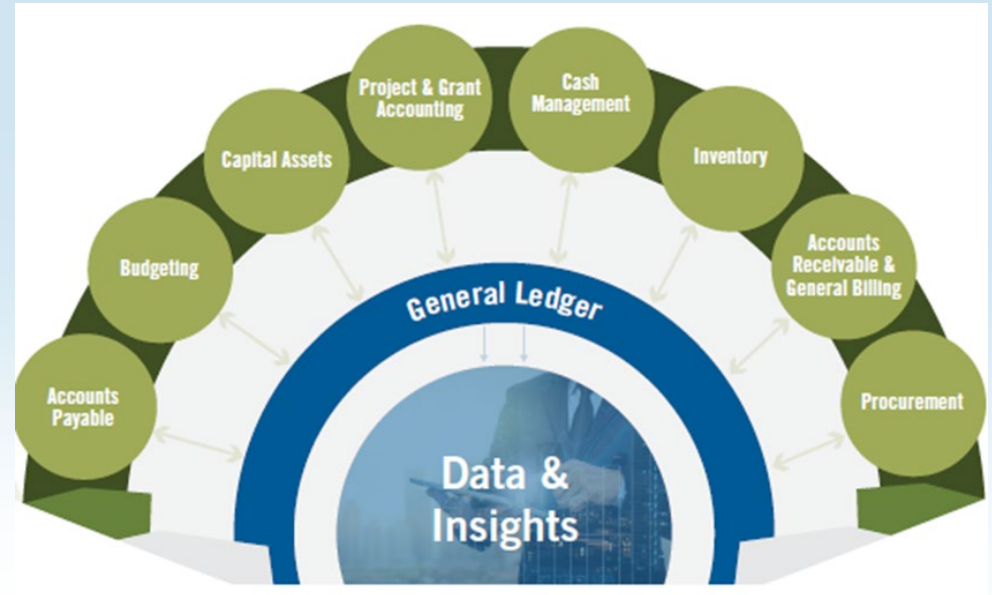 Project & Grant
Accounting
Cash
Management
Capital Assets
Inventory
Budgeting
Accounts
Receivable &
General Billing
General Ledger
Accounts
Payable
Procurement
Data &
Insights